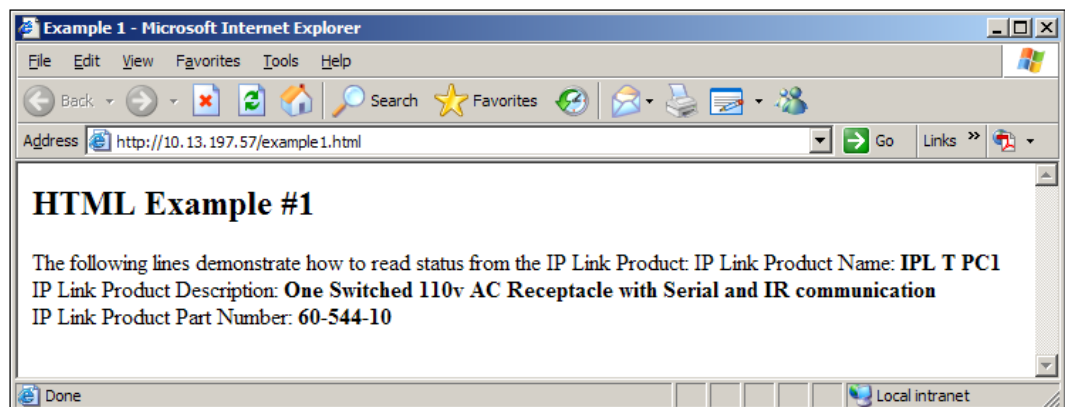 Example 1 - Microsoft Internet Explorer
File Edit View Favorites Tools Help
Back Search Favorites
Address http://10.13.197.57/example1.html Go Links »
HTML Example #1
The following lines demonstrate how to read status from the IP Link Product: IP Link Product Name: IPL T PC1
IP Link Product Description: One Switched 110v AC Receptacle with Serial and IR communication
IP Link Product Part Number: 60-544-10
Done Local intranet